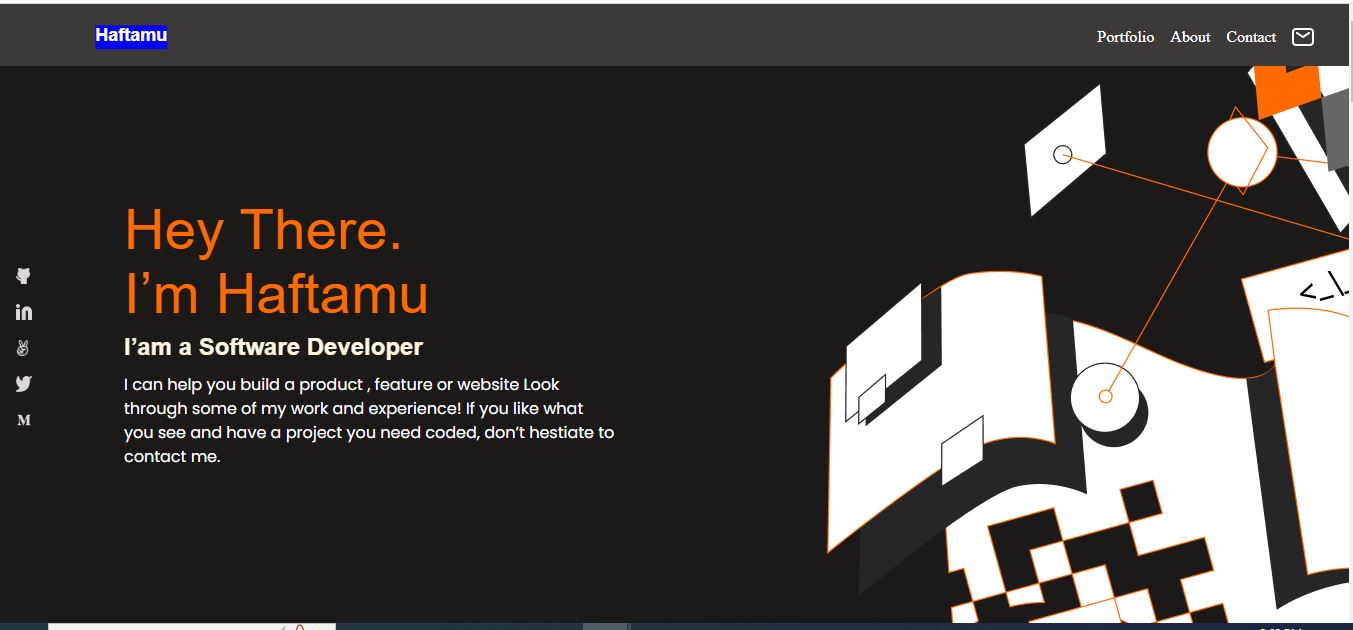 Haftamu
Portfolio About Contact
Hey There.
I’m Haftamu
I’am a Software Developer
I can help you build a product , feature or website Look
through some of my work and experience! If you like what
you see and have a project you need coded, don’t hestiate to
contact me.
in
M
<_\